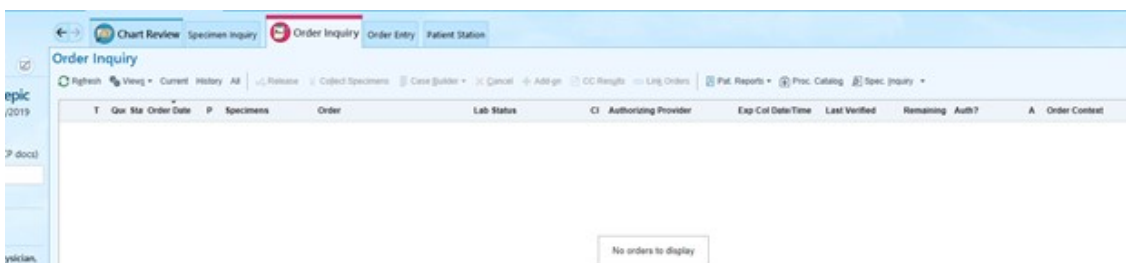 Chart Review Specimen Inquiry Order Inquiry Order Entry Patient Station
Order Inquiry
Refresh Views Current History All Release Collect Specimens Case Builder Cancel Add-on CC Results Link Orders Pat. Reports Proc. Catalog Spec. Inquiry
epic
/2019
T Que Sta Order Date P Specimens Order Lab Status Cl Authorizing Provider Exp Col Date/Time Last Verified Remaining Auth? A Order Context
P docs)
No orders to display
ysician,